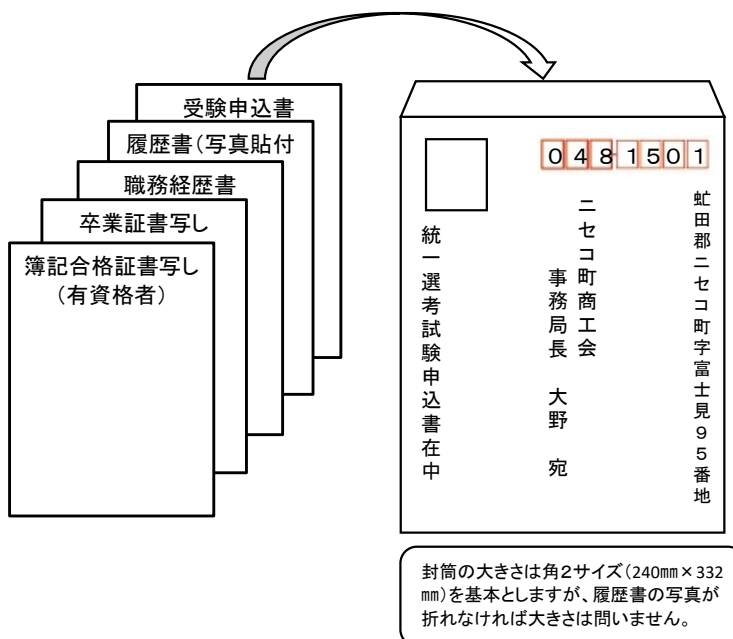 受験申込書
履歴書（写真貼付
職務経歴書
卒業証書写し
簿記合格証書写し
（有資格者）
0481501
虻田郡ニセコ町字富士見９５番地
ニセコ町商工会
事務局長　大野　宛
統一選考試験申込書在中
封筒の大きさは角２サイズ（240㎜×332
㎜）を基本としますが、履歴書の写真が
折れなければ大きさは問いません。